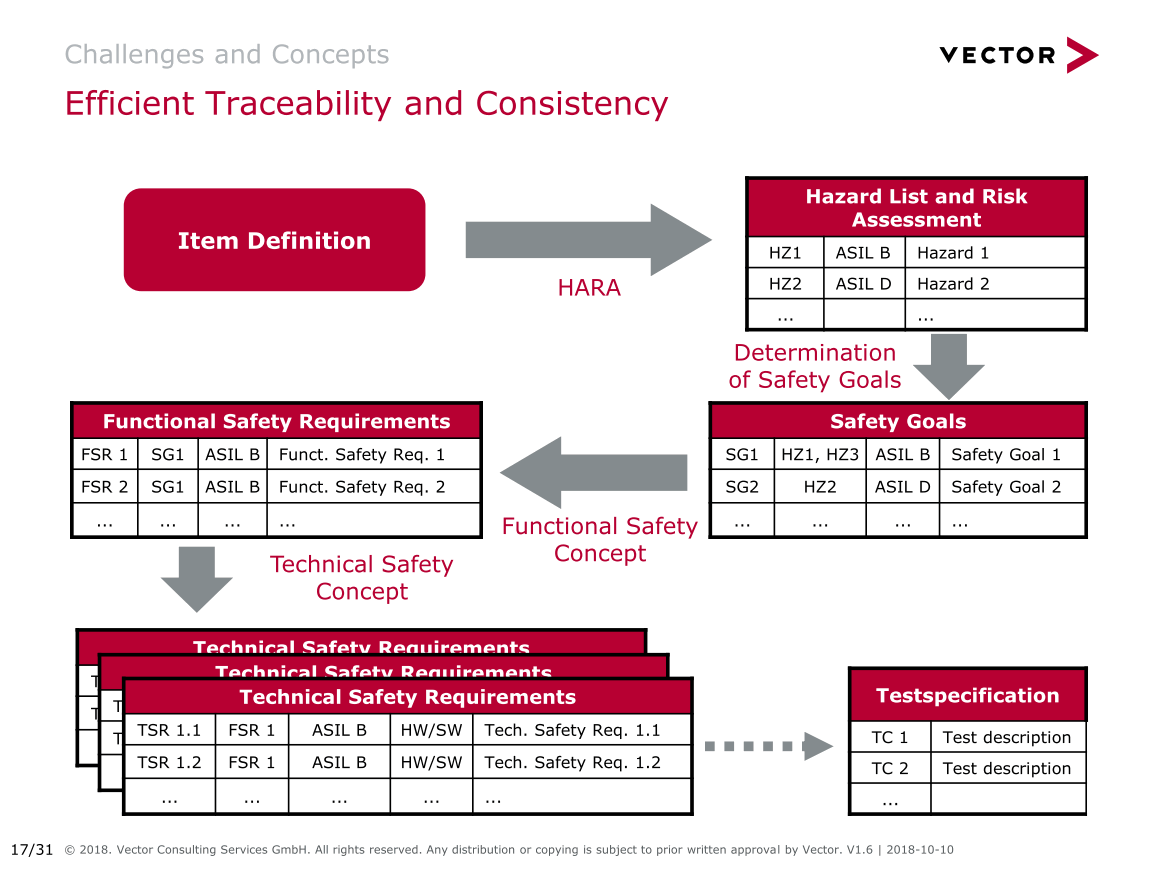 Challenges and Concepts
VECTOR
Efficient Traceability and Consistency
Item Definition
HARA
Hazard List and Risk
Assessment
HZ1 ASIL B Hazard 1
HZ2 ASIL D Hazard 2
... ...
Determination
of Safety Goals
Safety Goals
SG1 HZ1, HZ3 ASIL B Safety Goal 1
SG2 HZ2 ASIL D Safety Goal 2
... ... ... ...
Functional Safety
Concept
Functional Safety Requirements
FSR 1 SG1 ASIL B Funct. Safety Req. 1
FSR 2 SG1 ASIL B Funct. Safety Req. 2
... ... ... ...
Technical Safety
Concept
Technical Safety Requirements
Technical Safety Requirements
Technical Safety Requirements
TSR 1.1 FSR 1 ASIL B HW/SW Tech. Safety Req. 1.1
TSR 1.2 FSR 1 ASIL B HW/SW Tech. Safety Req. 1.2
... ... ... ... ...
Testspecification
TC 1 Test description
TC 2 Test description
...
17/31 © 2018. Vector Consulting Services GmbH. All rights reserved. Any distribution or copying is subject to prior written approval by Vector. V1.6 | 2018-10-10